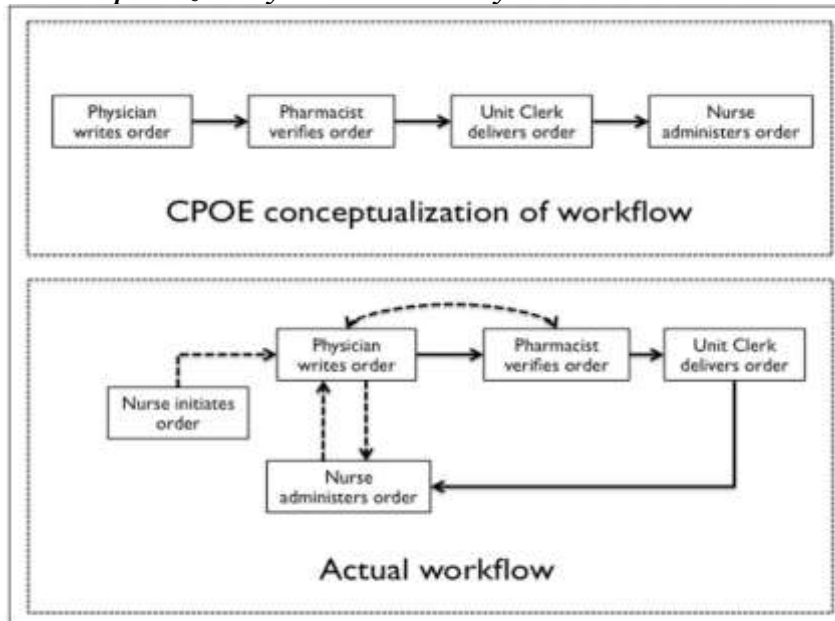 Physician
writes order
Pharmacist
verifies order
Unit Clerk
delivers order
Nurse
administers order
CPOE conceptualization of workflow
Physician
writes order
Pharmacist
verifies order
Unit Clerk
delivers order
Nurse initiates
order
Nurse
administers order
Actual workflow